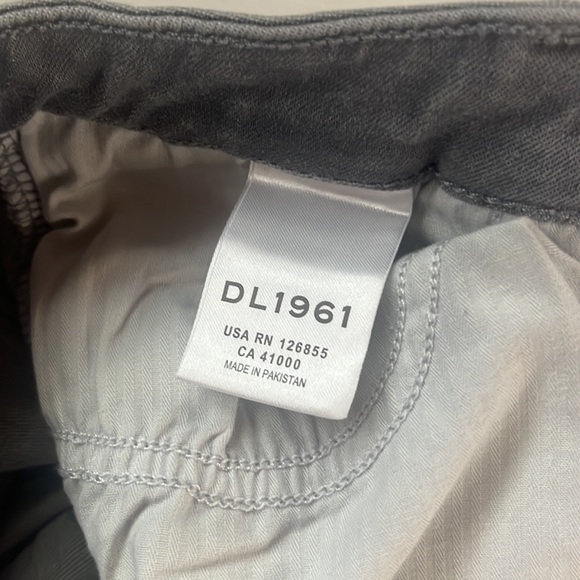 DL1961
USA RN 126855
CA 41000
MADE IN PAKISTAN